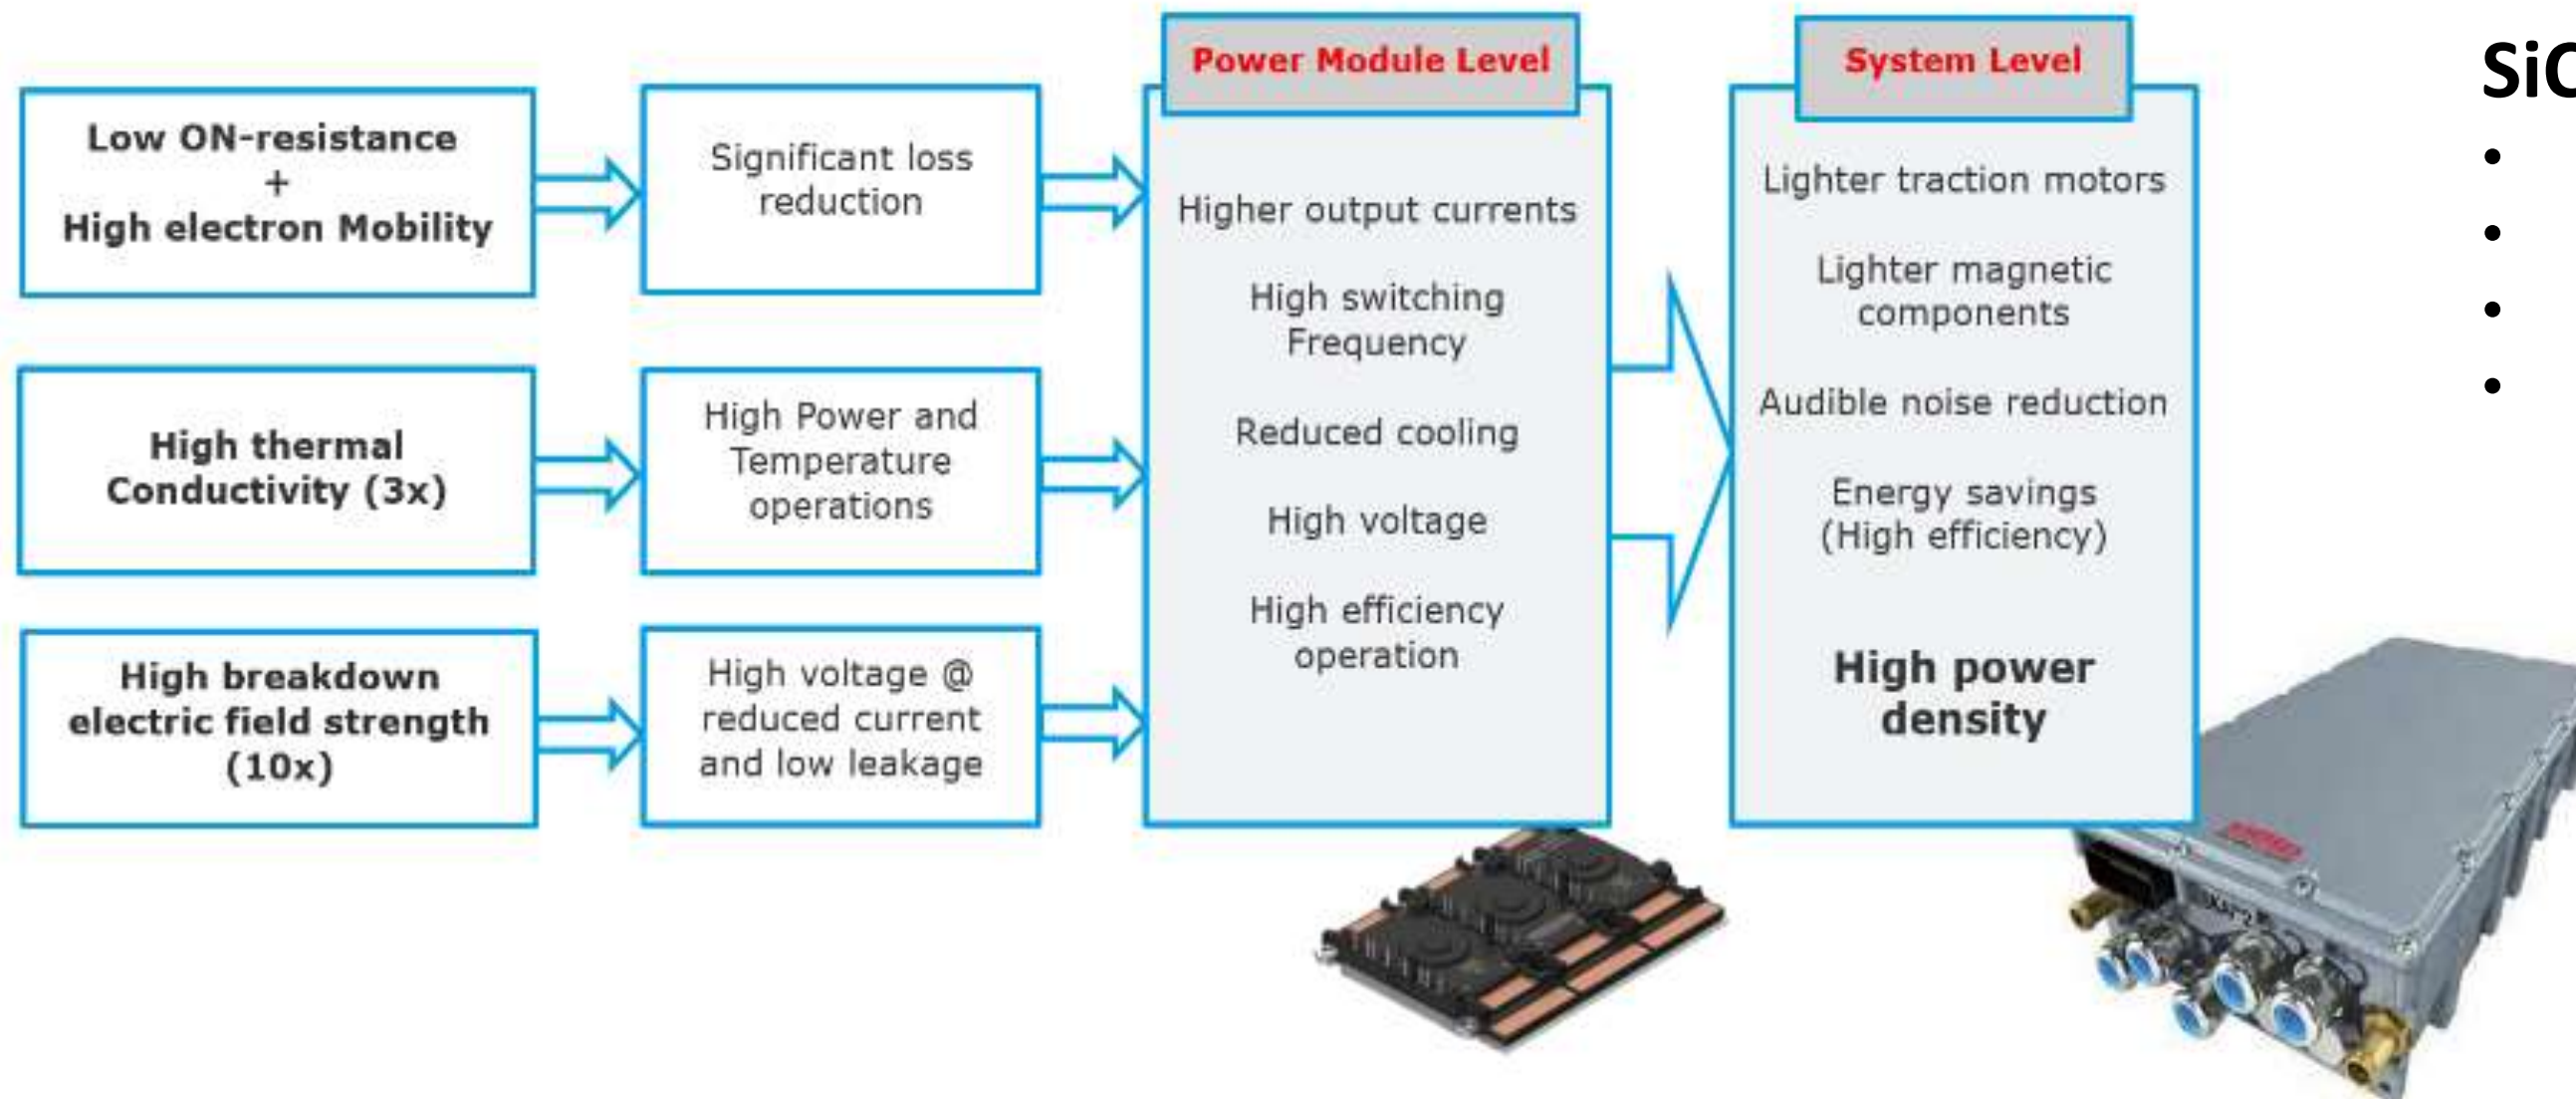 Low ON-resistance
+
High electron Mobility
Significant loss
reduction
High thermal
Conductivity (3x)
High Power and
Temperature
operations
High breakdown
electric field strength
(10x)
High voltage @
reduced current
and low leakage
Power Module Level
Higher output currents
High switching
Frequency
Reduced cooling
High voltage
High efficiency
operation
System Level
Lighter traction motors
Lighter magnetic
components
Audible noise reduction
Energy savings
(High efficiency)
High power
density
SiC
•
•
•
•